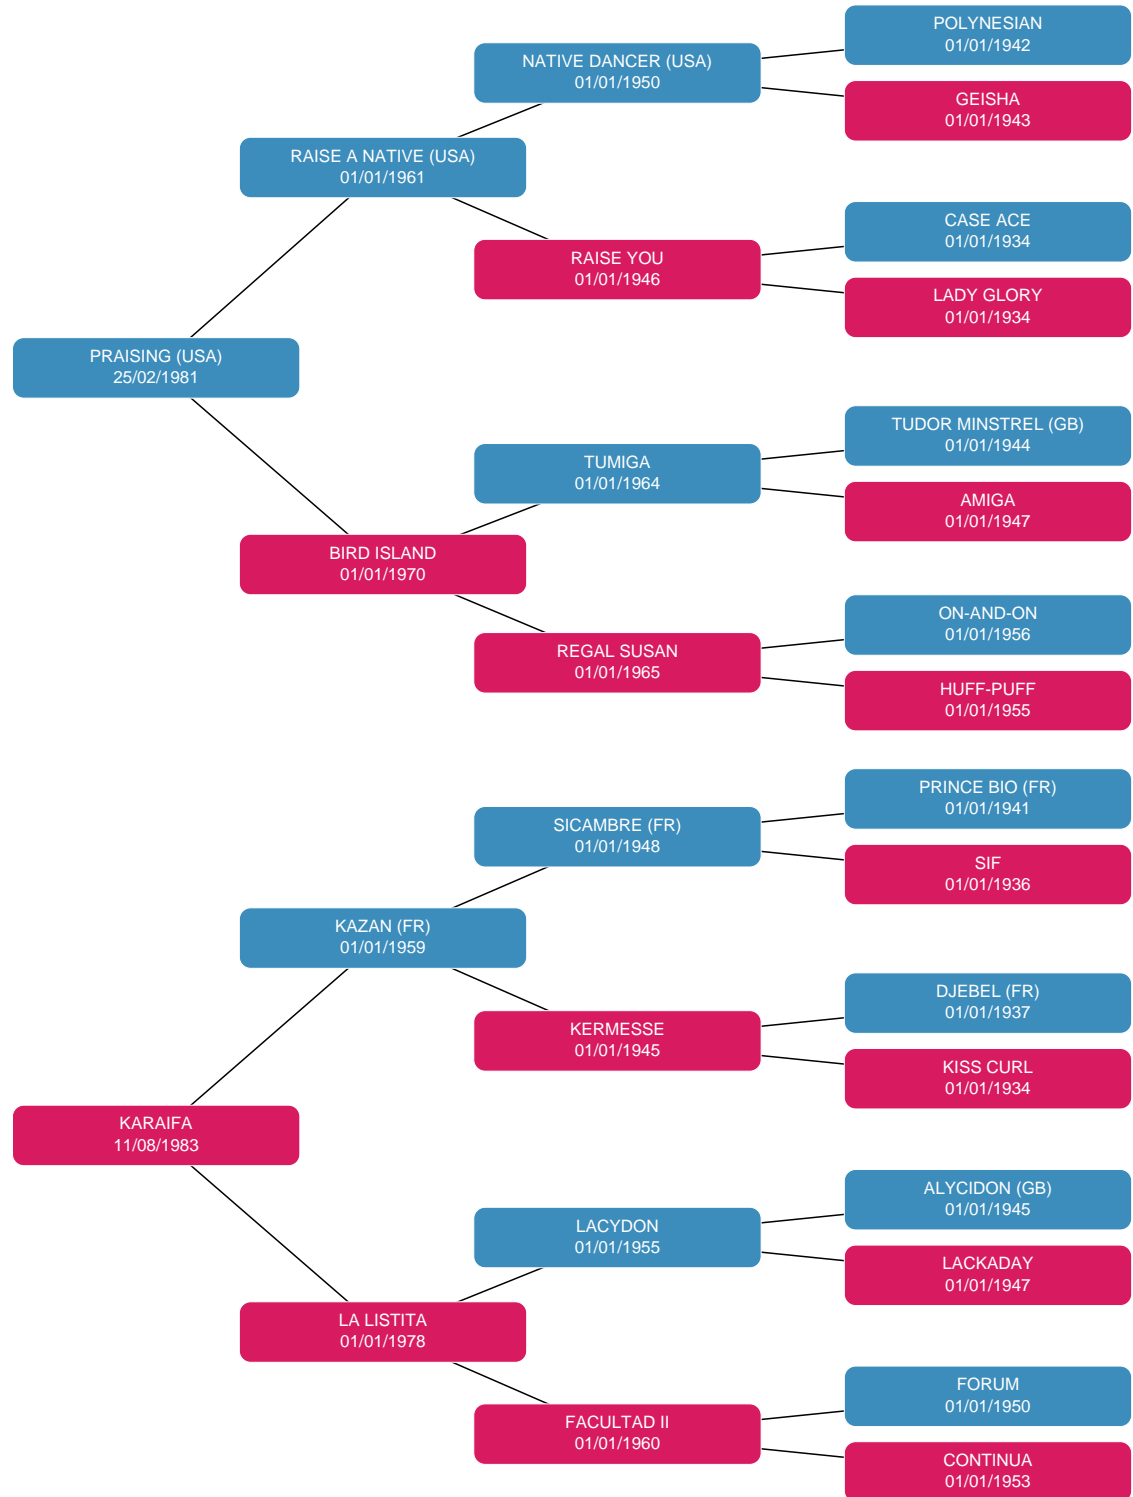 POLYNESIAN
01/01/1942
NATIVE DANCER (USA)
01/01/1950
GEISHA
01/01/1943
RAISE A NATIVE (USA)
01/01/1961
CASE ACE
01/01/1934
RAISE YOU
01/01/1946
LADY GLORY
01/01/1934
PRAISING (USA)
25/02/1981
TUDOR MINSTREL (GB)
01/01/1944
TUMIGA
01/01/1964
AMIGA
01/01/1947
BIRD ISLAND
01/01/1970
ON-AND-ON
01/01/1956
REGAL SUSAN
01/01/1965
HUFF-PUFF
01/01/1955
PRINCE BIO (FR)
01/01/1941
SICAMBRE (FR)
01/01/1948
SIF
01/01/1936
KAZAN (FR)
01/01/1959
DJEBEL (FR)
01/01/1937
KERMESSE
01/01/1945
KISS CURL
01/01/1934
KARAIFA
11/08/1983
ALYCIDON (GB)
01/01/1945
LACYDON
01/01/1955
LACKADAY
01/01/1947
LA LISTITA
01/01/1978
FORUM
01/01/1950
FACULTAD II
01/01/1960
CONTINUA
01/01/1953